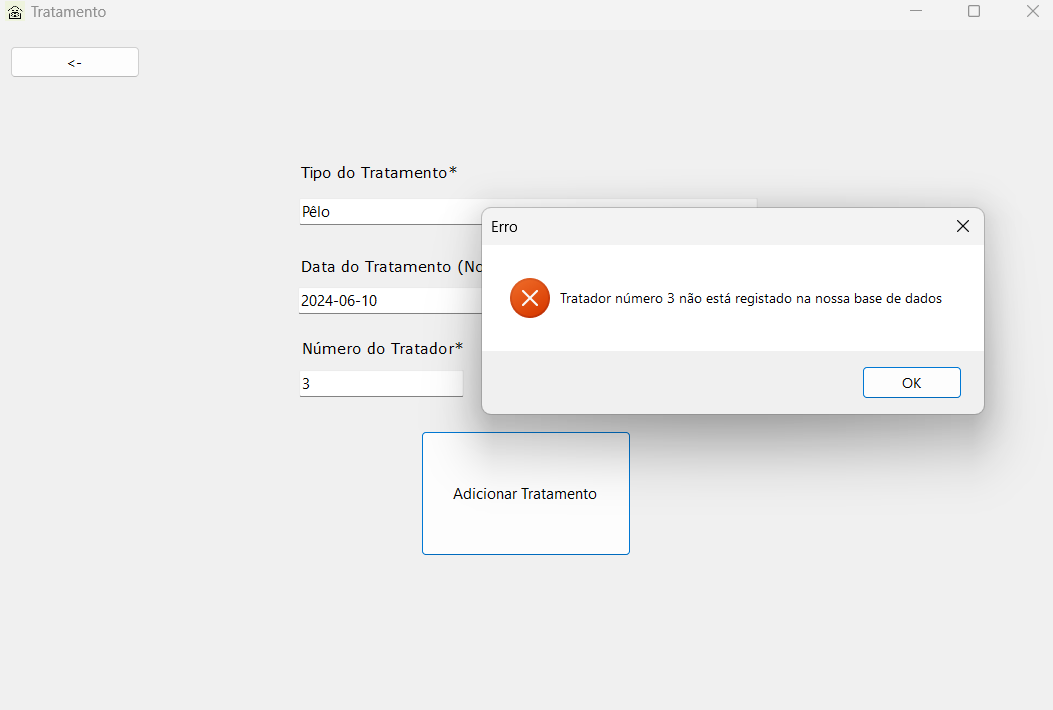 Tratamento
<-
Tipo do Tratamento*
Pêlo
Erro
Data do Tratamento
2024-06-10
Tratador número 3 não está registado na nossa base de dados
Número do Tratador*
3
OK
Adicionar Tratamento